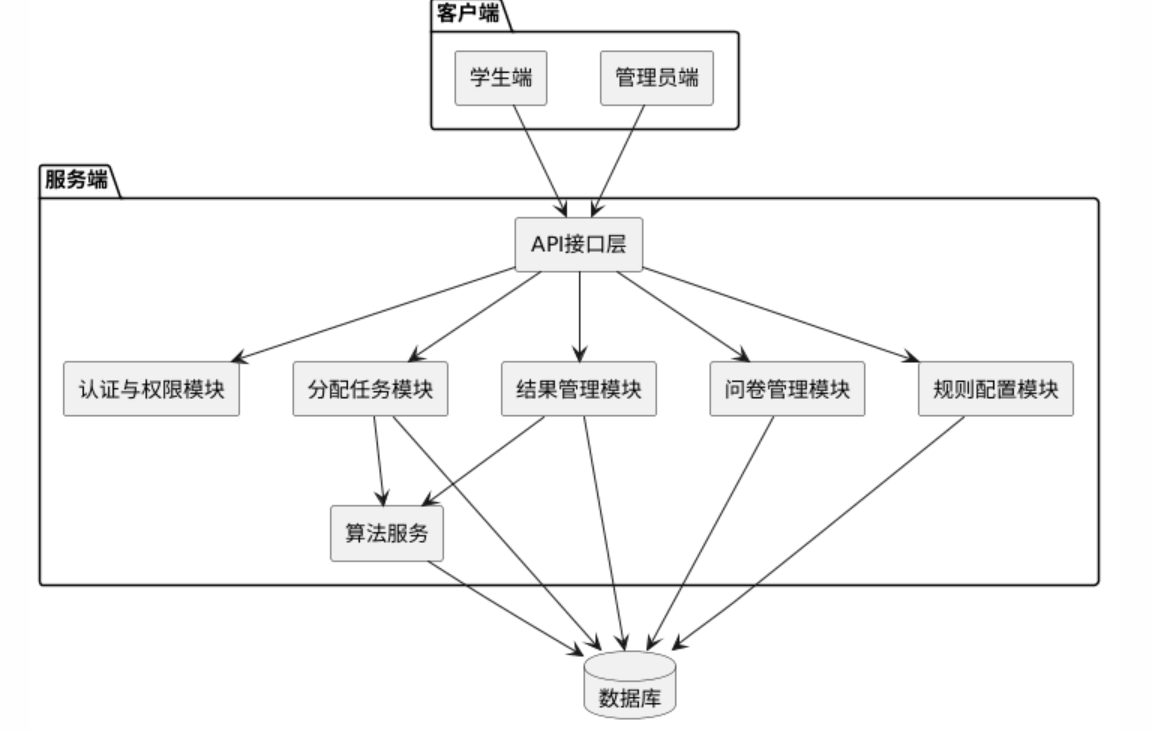 客户端
学生端
管理员端
服务端
API接口层
认证与权限模块
分配任务模块
结果管理模块
问卷管理模块
规则配置模块
算法服务
数据库